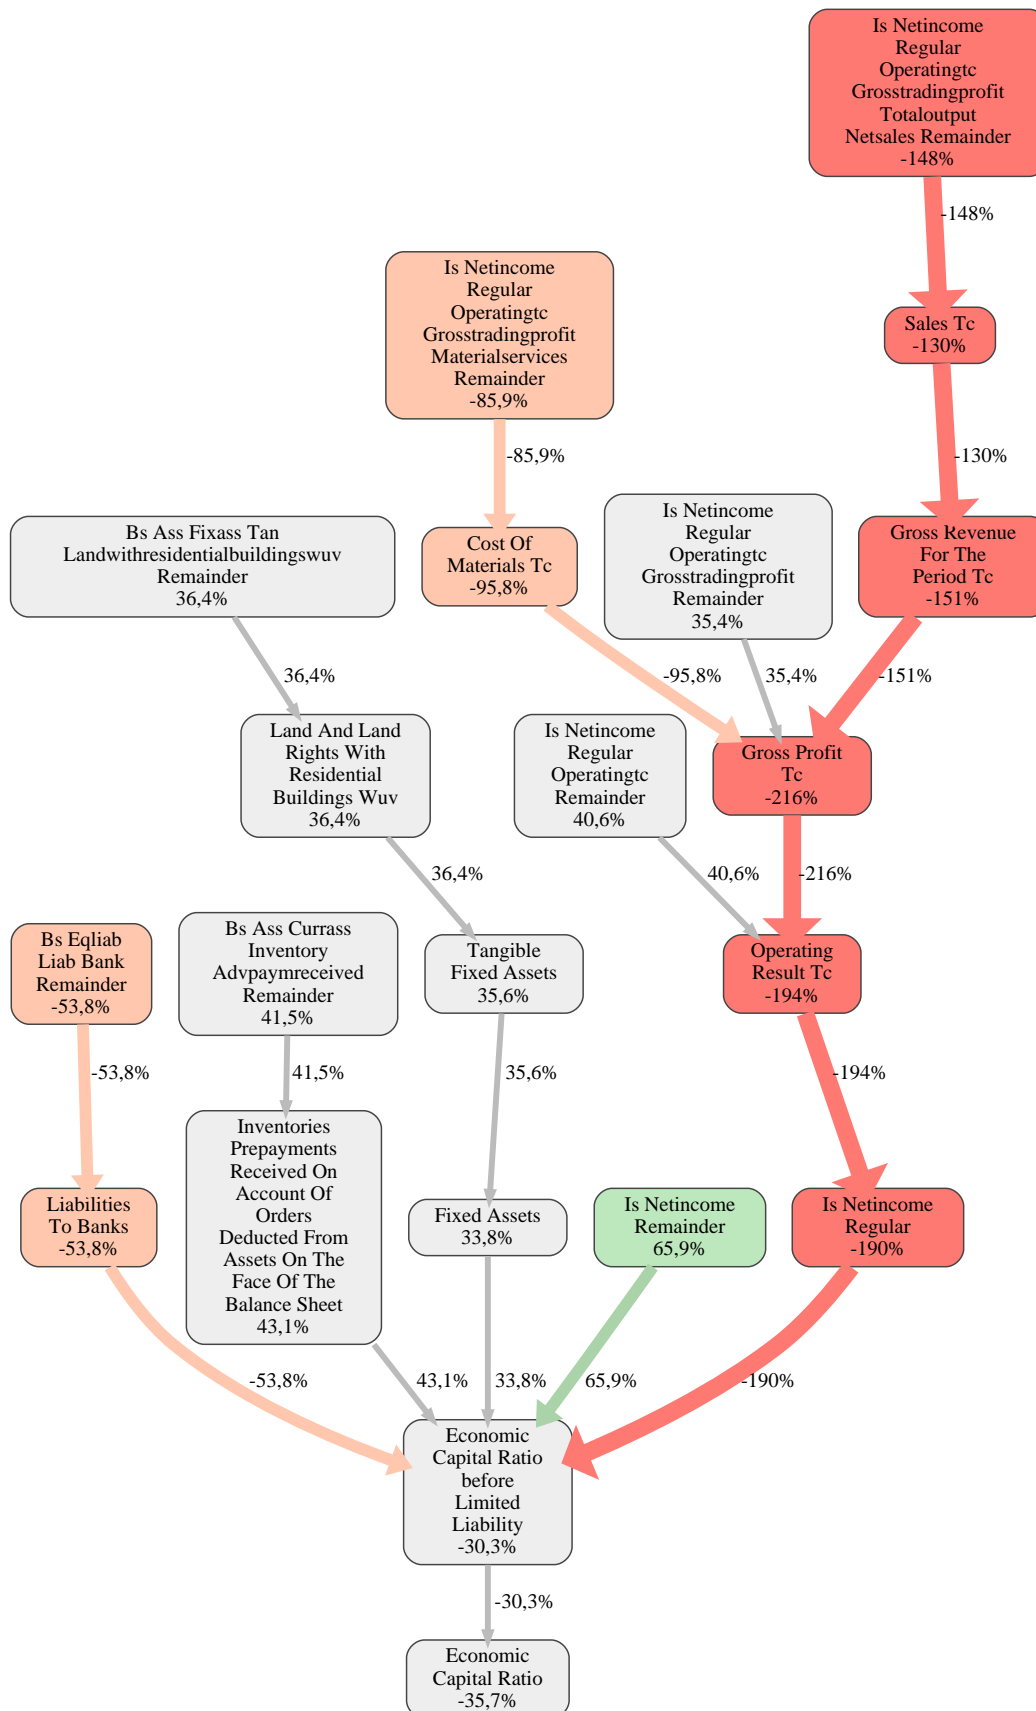 Is Netincome
Regular
Operatingtc
Grosstradingprofit
Totaloutput
Netsales Remainder
-148%
-148%
Is Netincome
Regular
Operatingtc
Grosstradingprofit
Materialservices
Remainder
-85,9%
Sales Tc
-130%
-85,9%
-130%
Bs Ass Fixass Tan
Landwithresidentialbuildingswuv
Remainder
36,4%
Cost Of
Materials Tc
-95,8%
Is Netincome
Regular
Operatingtc
Grosstradingprofit
Remainder
35,4%
Gross Revenue
For The
Period Tc
-151%
36,4%
-95,8%
35,4%
-151%
Land And Land
Rights With
Residential
Buildings Wuv
36,4%
Is Netincome
Regular
Operatingtc
Remainder
40,6%
Gross Profit
Tc
-216%
36,4%
40,6%
-216%
Bs Eqliab
Liab Bank
Remainder
-53,8%
Bs Ass Currass
Inventory
Advpaymreceived
Remainder
41,5%
Tangible
Fixed Assets
35,6%
Operating
Result Tc
-194%
-53,8%
41,5%
35,6%
-194%
Liabilities
To Banks
-53,8%
Inventories
Prepayments
Received On
Account Of
Orders
Deducted From
Assets On The
Face Of The
Balance Sheet
43,1%
Fixed Assets
33,8%
Is Netincome
Remainder
65,9%
Is Netincome
Regular
-190%
-53,8%
43,1%
33,8%
65,9%
-190%
Economic
Capital Ratio
before
Limited
Liability
-30,3%
-30,3%
Economic
Capital Ratio
-35,7%